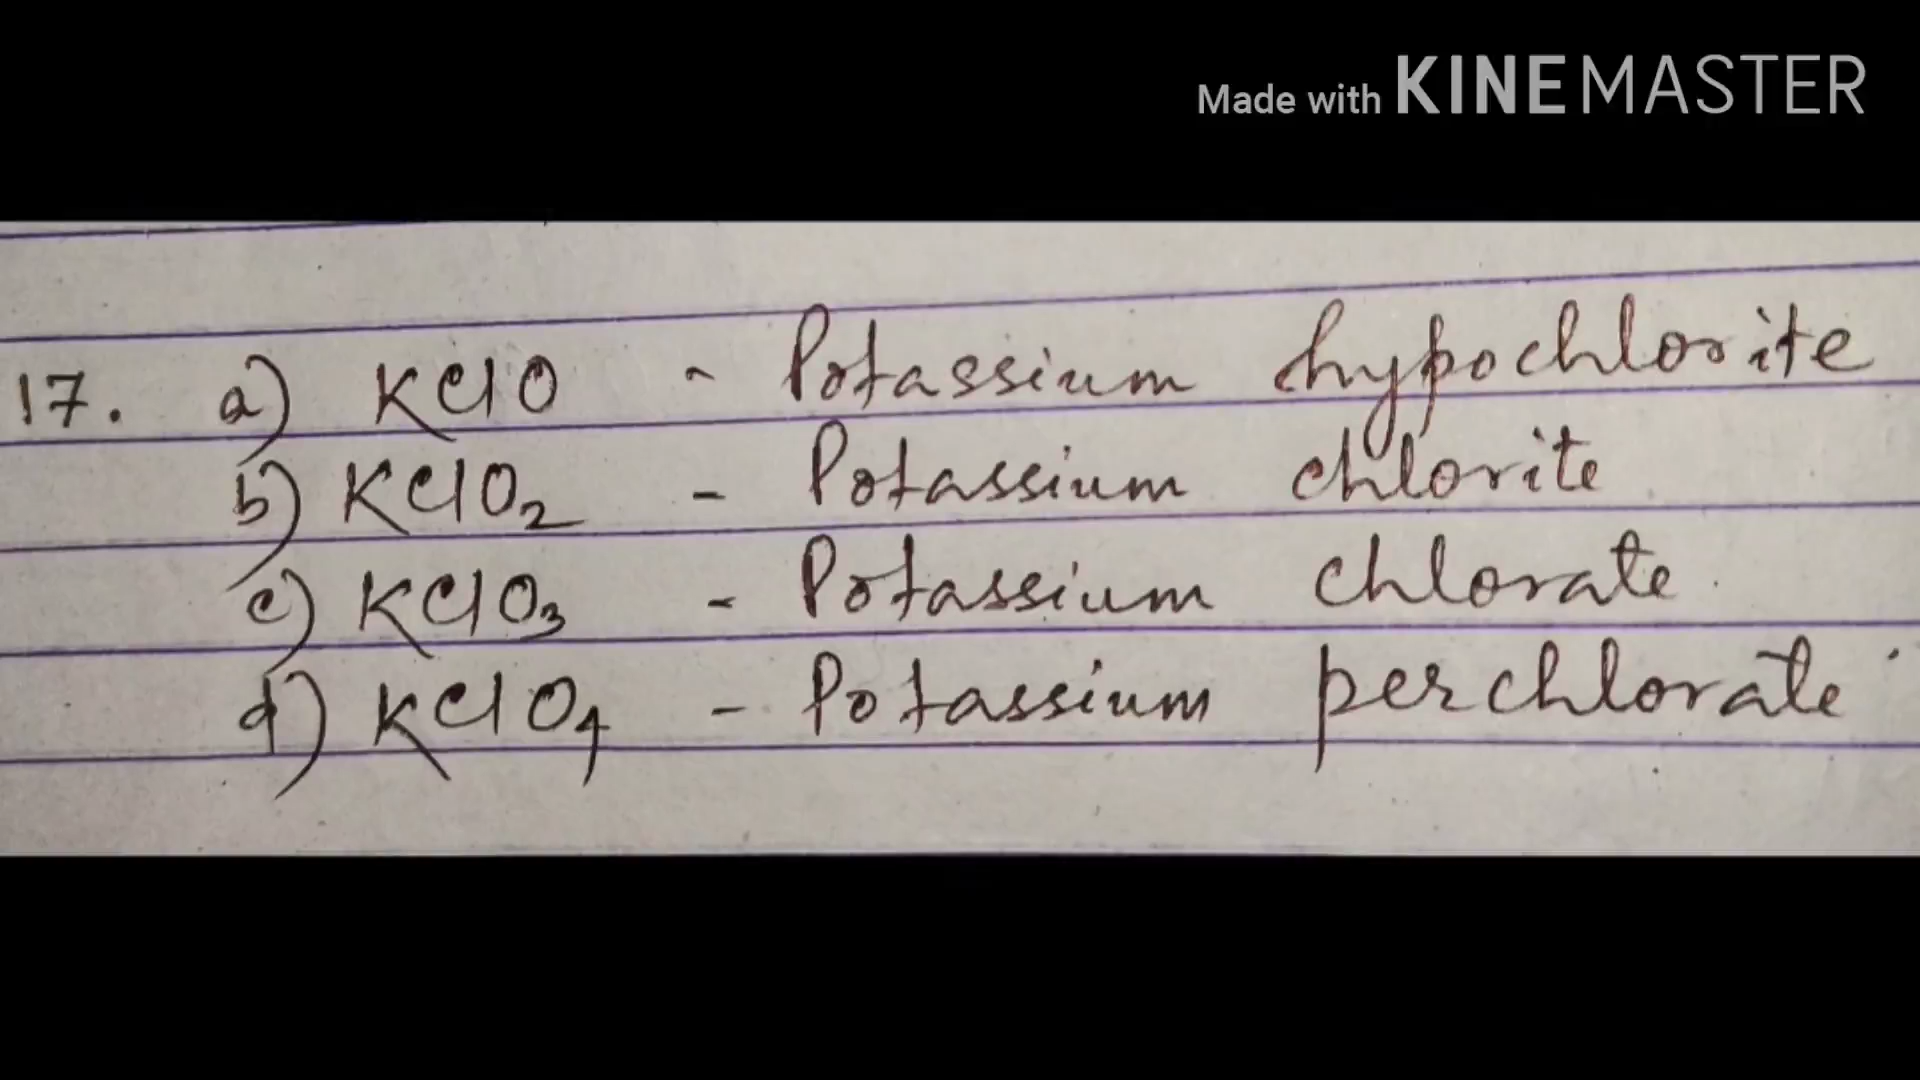 Made with KINEMASTER
17. a) KClO - Potassium hypochlorite
b) KClO₂ - Potassium chlorite
c) KClO₃ - Potassium chlorate.
d) KClO₄ - Potassium perchlorate.